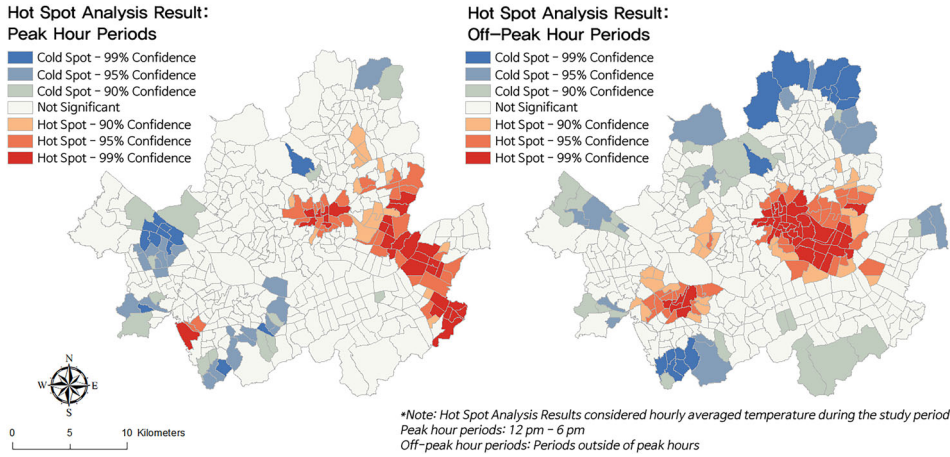 Hot Spot Analysis Result:
Peak Hour Periods
Cold Spot - 99% Confidence
Cold Spot - 95% Confidence
Cold Spot - 90% Confidence
Not Significant
Hot Spot - 90% Confidence
Hot Spot - 95% Confidence
Hot Spot - 99% Confidence
Hot Spot Analysis Result:
Off-Peak Hour Periods
Cold Spot - 99% Confidence
Cold Spot - 95% Confidence
Cold Spot - 90% Confidence
Not Significant
Hot Spot - 90% Confidence
Hot Spot - 95% Confidence
Hot Spot - 99% Confidence
N
W E
S
0 5 10 Kilometers
*Note: Hot Spot Analysis Results considered hourly averaged temperature during the study period
Peak hour periods: 12 pm - 6 pm
Off-peak hour periods: Periods outside of peak hours